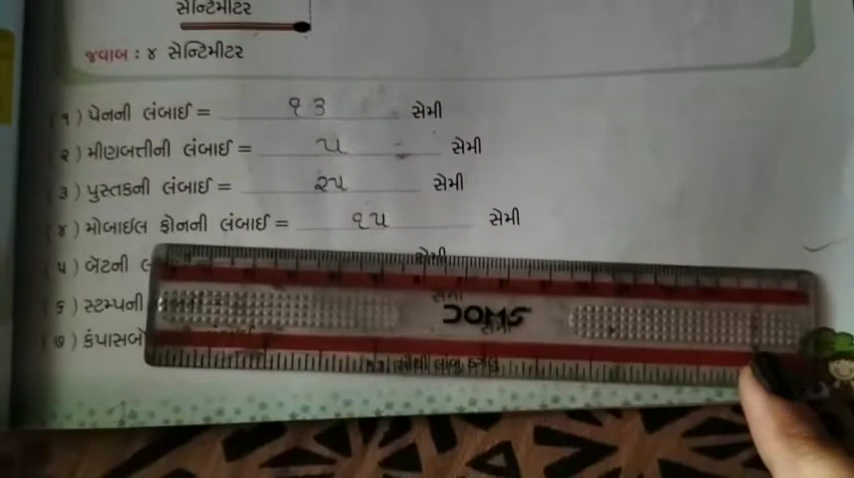 સેન્ટિમીટર
જવાબ : ૪ સેન્ટિમીટર
(૧) પેનની લંબાઈ = ૧૩ સેમી
(૨) મીણબત્તીની લંબાઈ = ૫ સેમી
(૩) પુસ્તકની લંબાઈ = ૨૫ સેમી
(૪) મોબાઈલ ફોનની લંબાઈ = ૧૫ સેમી
(૫) બૅટની લ સેમી
(૬) સ્ટમ્પની
DOMS
સેમી
(૭) કંપાસબૉ